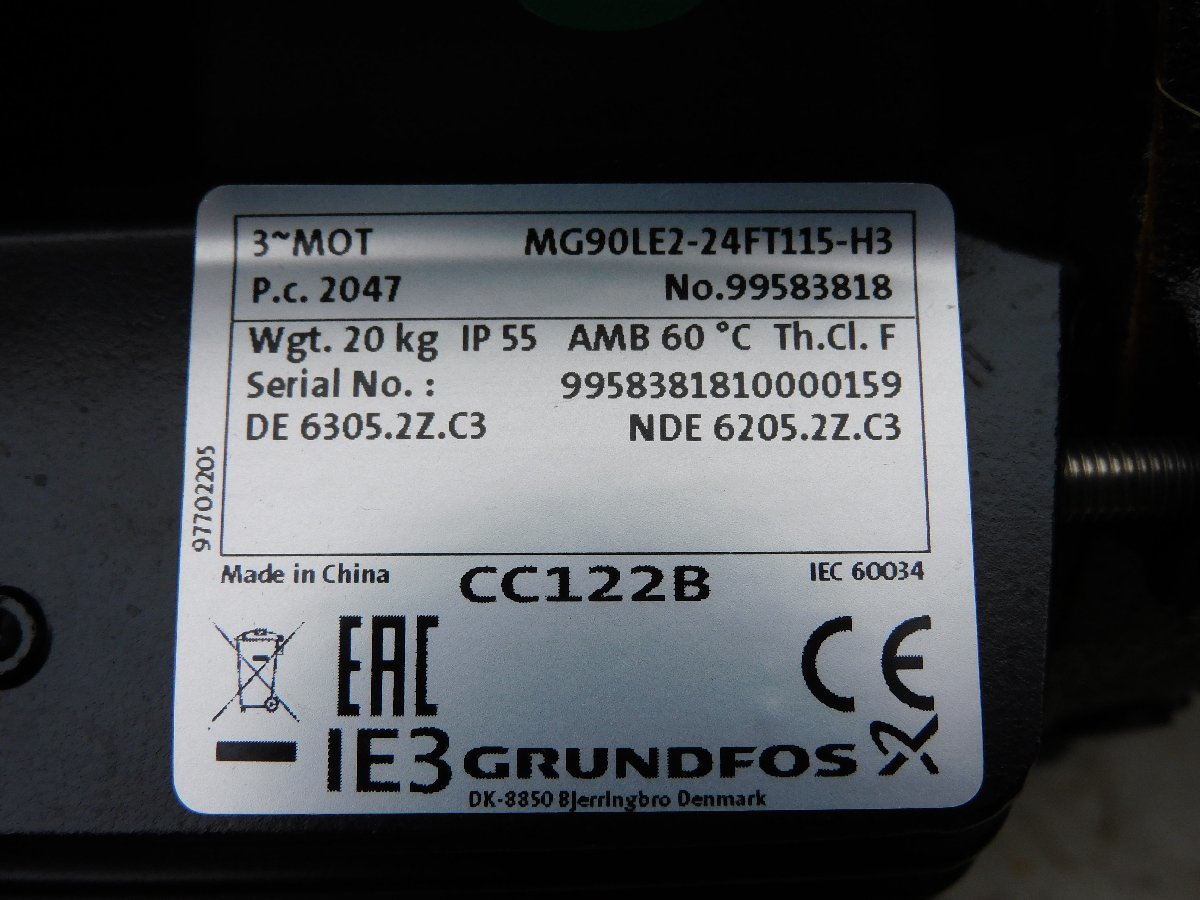 3~MOT MG90LE2-24FT115-H3
P.c. 2047 No.99583818
Wgt. 20 kg IP 55 AMB 60 °C Th.Cl. F
Serial No. : 9958381810000159
DE 6305.2Z.C3 NDE 6205.2Z.C3
97702205
Made in China CC122B IEC 60034
EAC CE
IE3 GRUNDFOS
DK-8850 Bjerringbro Denmark